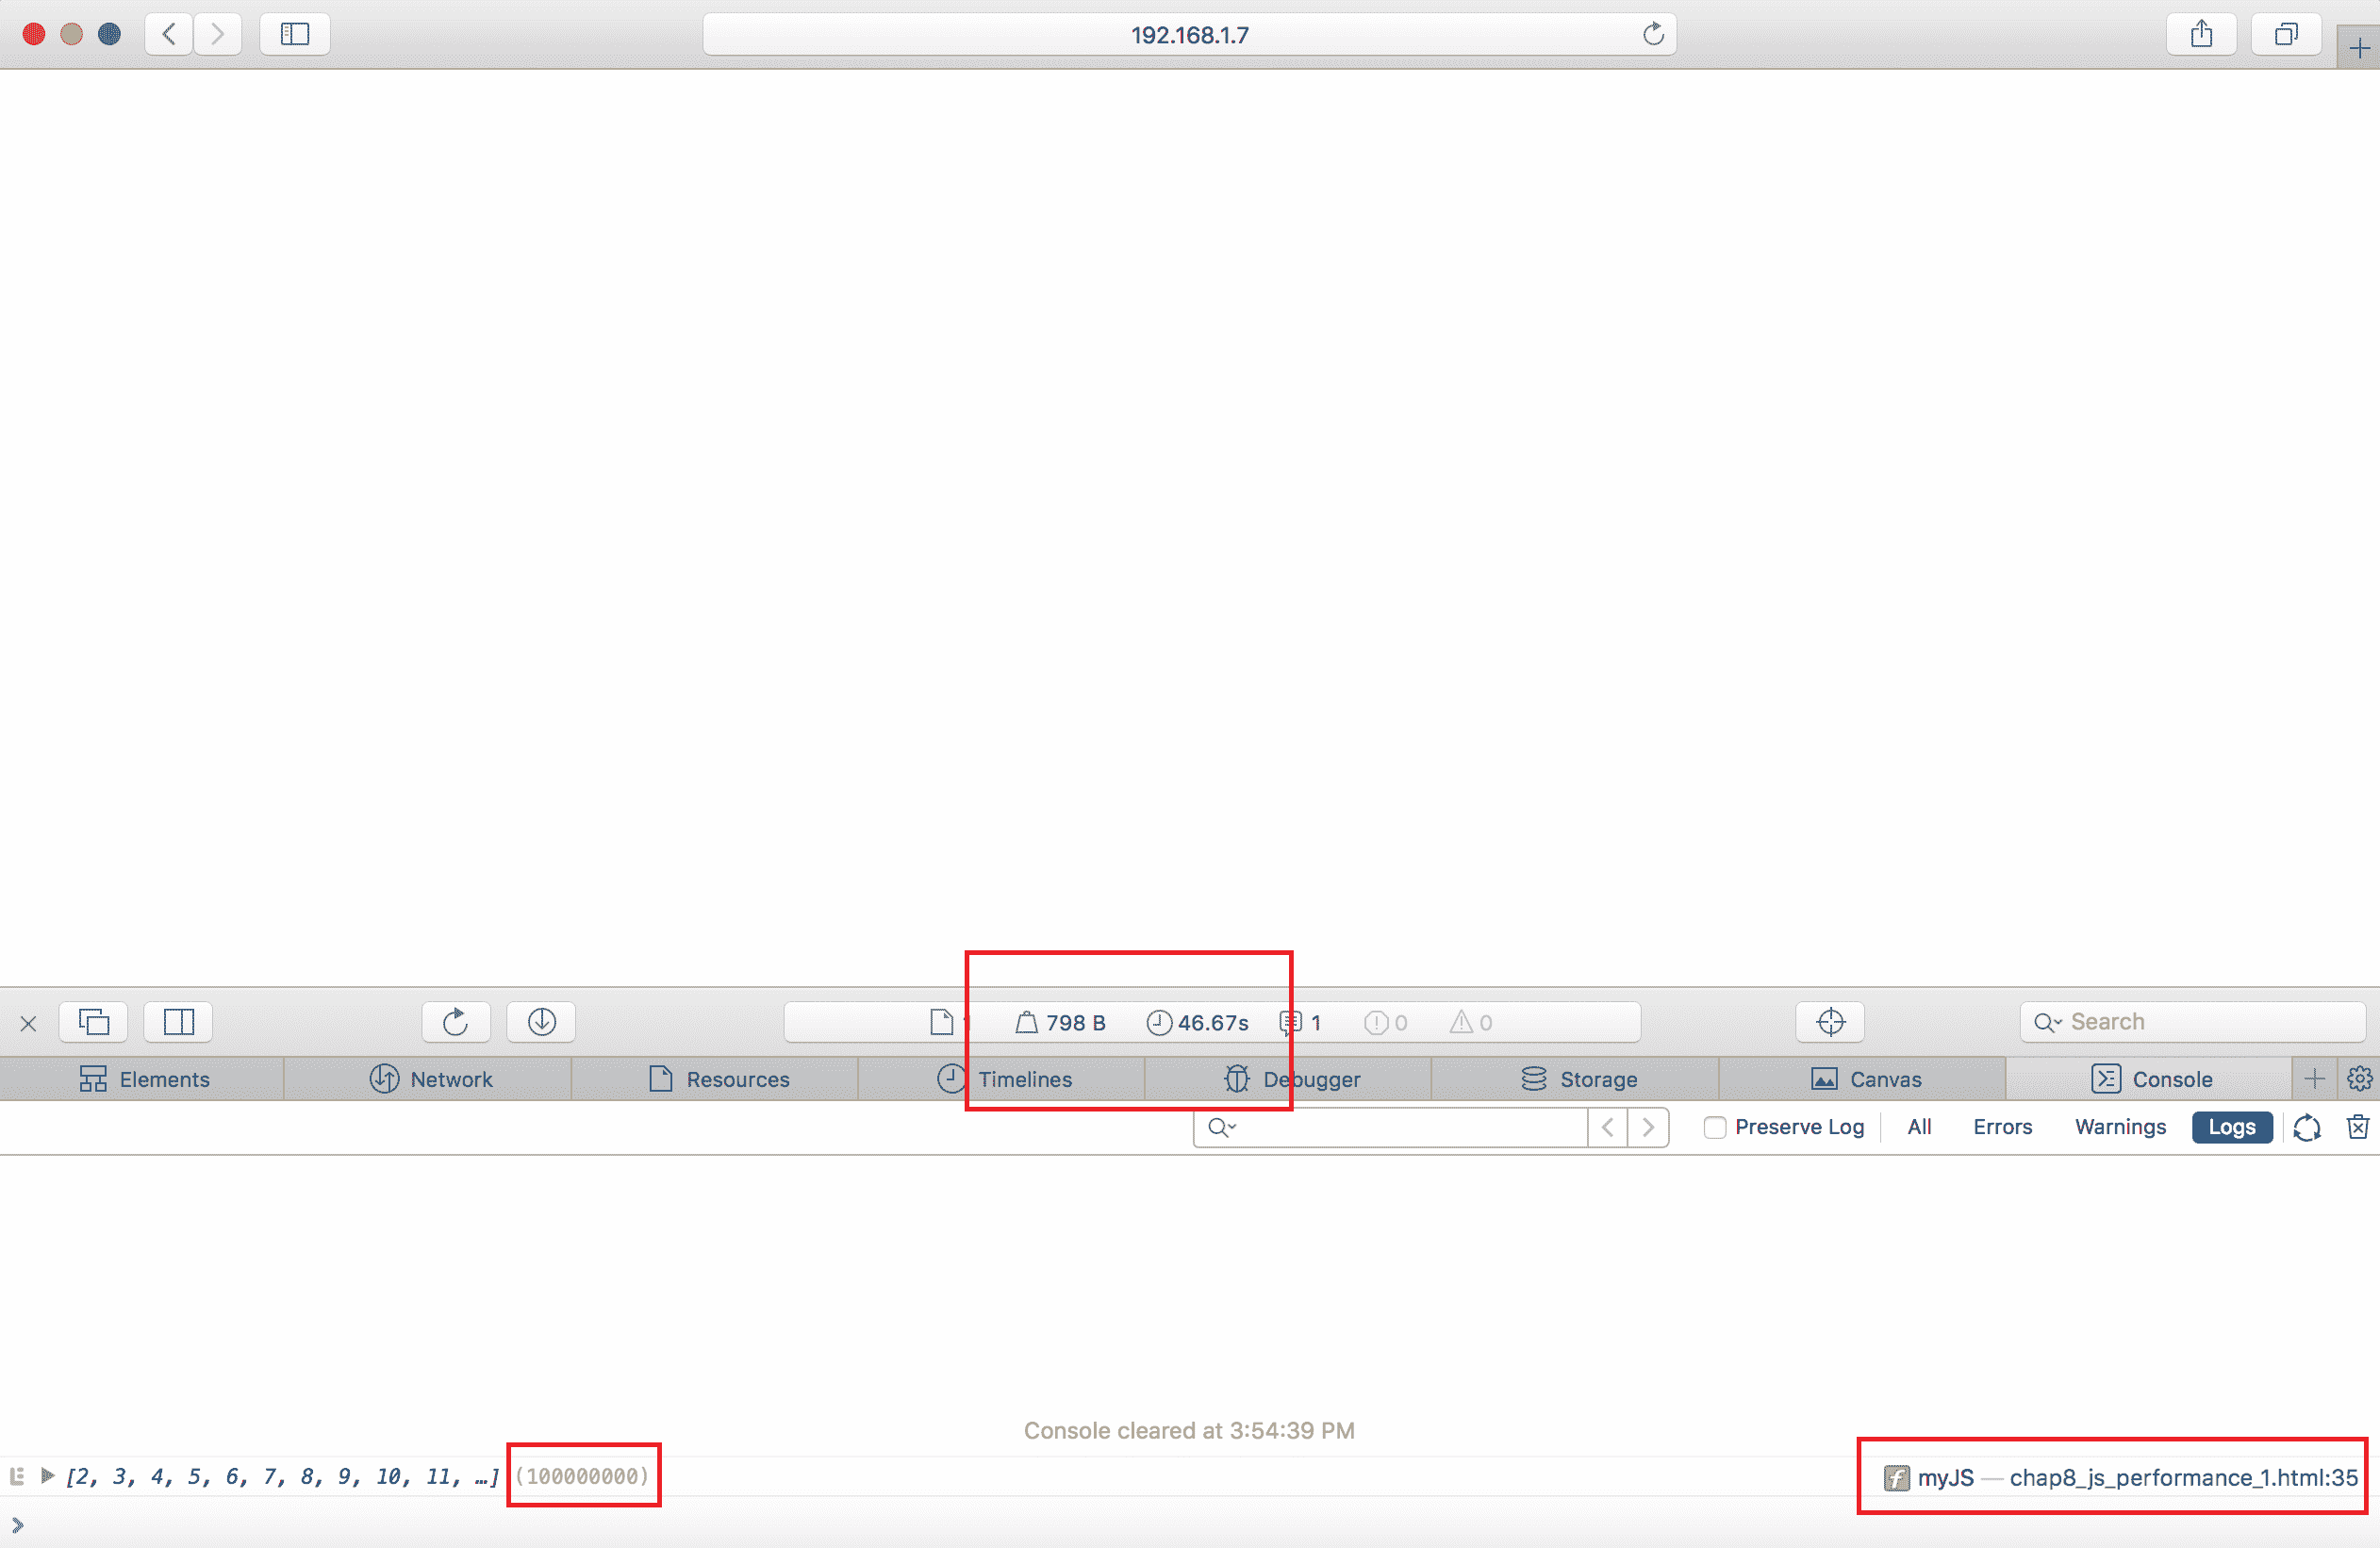 192.168.1.7
798 B 46.67s 1 0 0 Search
Elements Network Resources Timelines Debugger Storage Canvas Console
Preserve Log All Errors Warnings Logs
Console cleared at 3:54:39 PM
[2, 3, 4, 5, 6, 7, 8, 9, 10, 11, …] (100000000) f myJS — chap8_js_performance_1.html:35